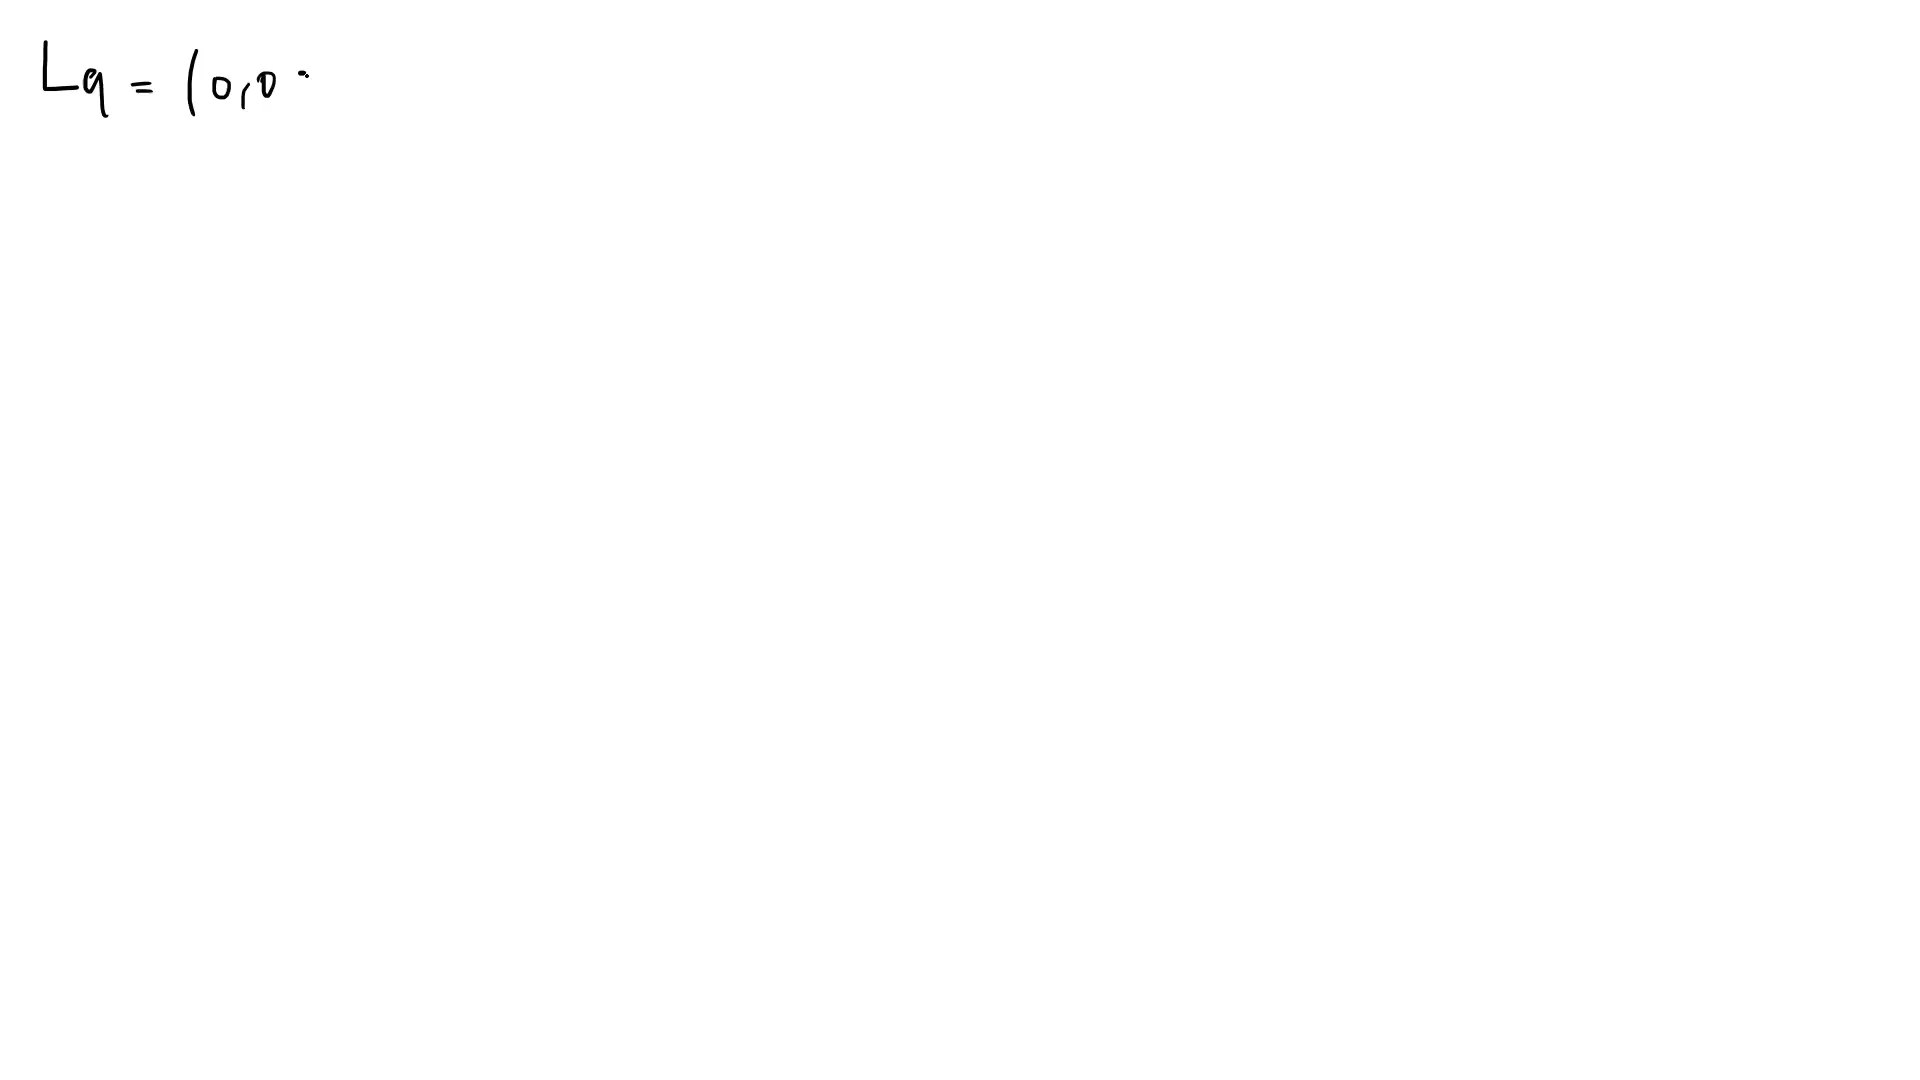 Lq = (0,0